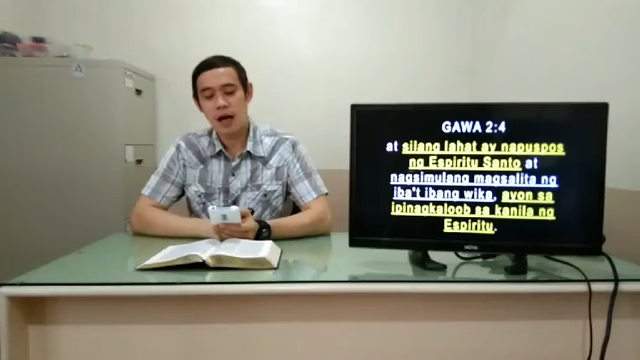 GAWA 2:4
at silang lahat ay napuspos
ng Espiritu Santo at
nagsimulang magsalita ng
iba't ibang wika, ayon sa
ipinagkaloob sa kanila ng
Espiritu.